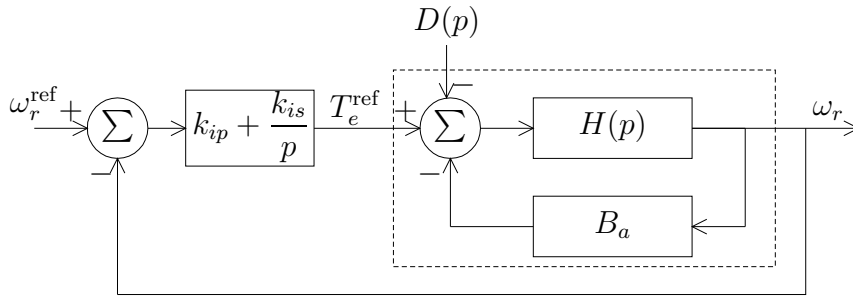 D(p)
−
ω_r^ref + Σ k_ip + k_is/p T_e^ref + Σ H(p) ω_r
− −
B_a